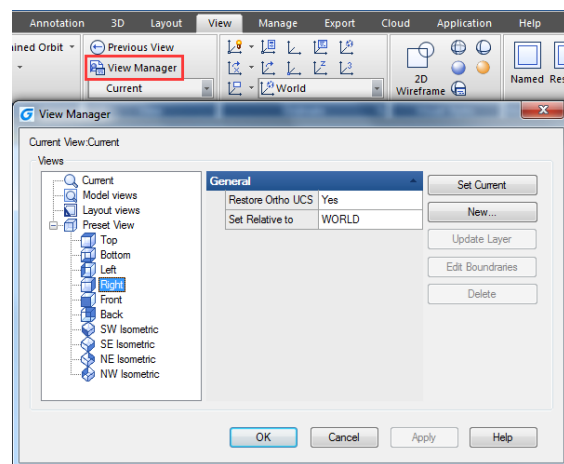 Annotation 3D Layout View Manage Export Cloud Application Help
ined Orbit Previous View
View Manager
Current World 2D Wireframe Named Res
View Manager
Current View:Current
Views
Current
Model views
Layout views
Preset View
Top
Bottom
Left
Right
Front
Back
SW Isometric
SE Isometric
NE Isometric
NW Isometric
General
Restore Ortho UCS Yes
Set Relative to WORLD
Set Current
New...
Update Layer
Edit Boundraries
Delete
OK Cancel Apply Help